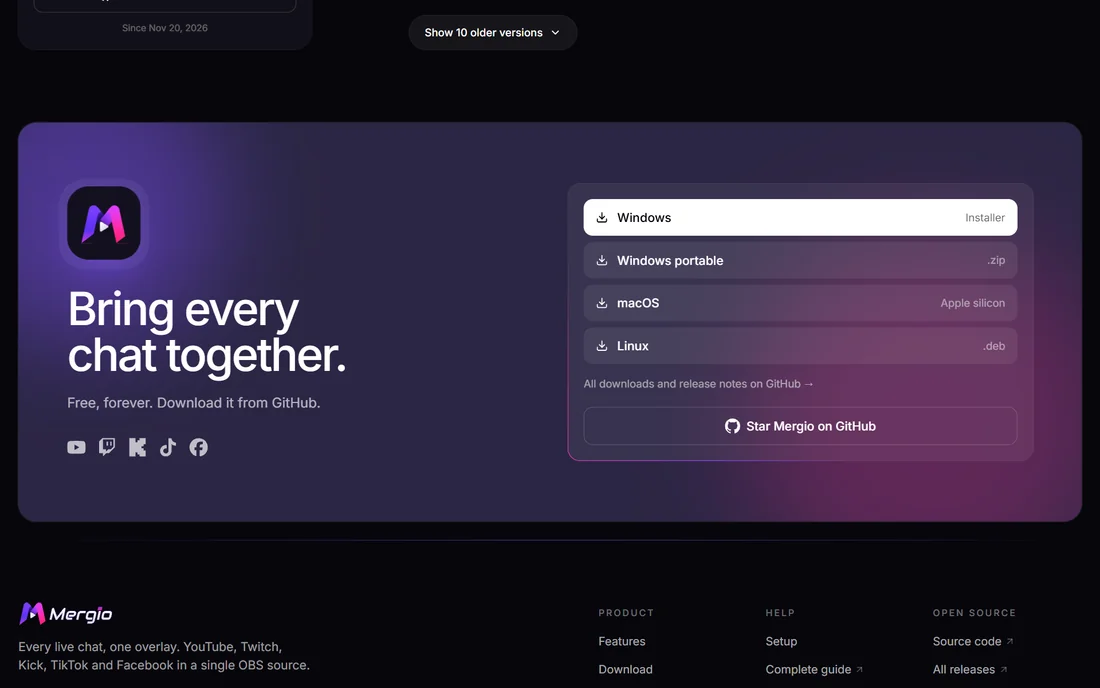 Since Nov 20, 2026
Show 10 older versions
Bring every
chat together.
Free, forever. Download it from GitHub.
Windows Installer
Windows portable .zip
macOS Apple silicon
Linux .deb
All downloads and release notes on GitHub →
Star Mergio on GitHub
Mergio
Every live chat, one overlay. YouTube, Twitch,
Kick, TikTok and Facebook in a single OBS source.
PRODUCT
Features
Download
HELP
Setup
Complete guide ↗
OPEN SOURCE
Source code ↗
All releases ↗